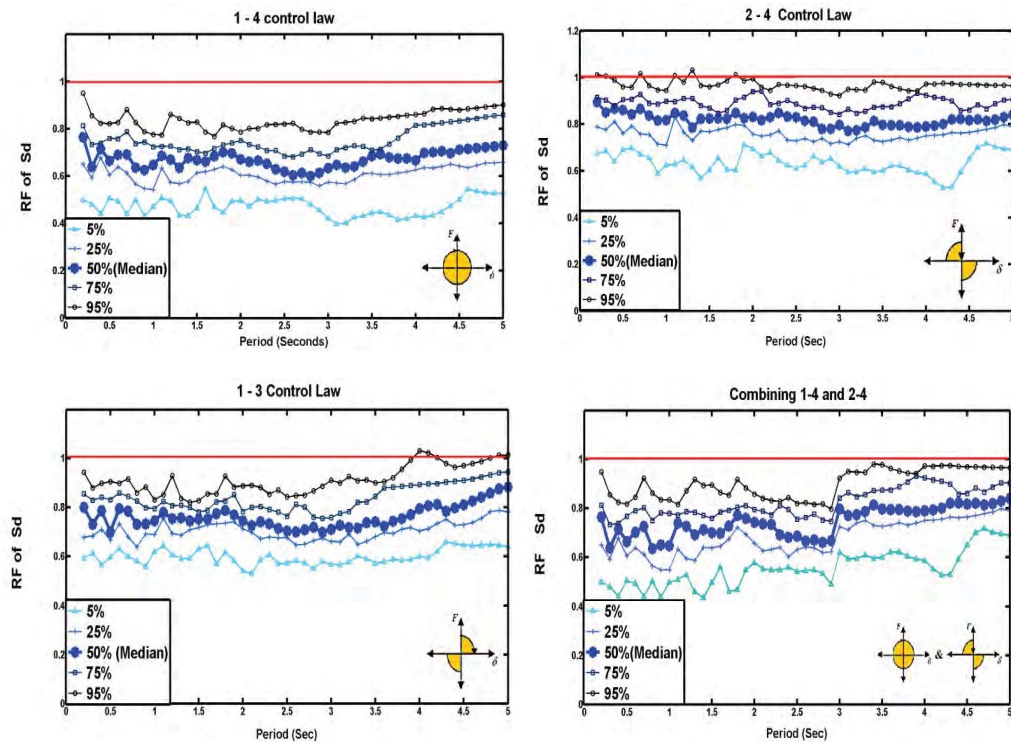 1 - 4 control law
1.2
1
0.8
0.6
0.4
0.2
0
RF of Sd
0 0.5 1 1.5 2 2.5 3 3.5 4 4.5 5
Period (Seconds)
5%
25%
50%(Median)
75%
95%
F
δ
2 - 4 Control Law
1.2
1
0.8
0.6
0.4
0.2
0
RF of Sd
0 0.5 1 1.5 2 2.5 3 3.5 4 4.5 5
Period (Sec)
5%
25%
50%(Median)
75%
95%
F
δ
1 - 3 Control Law
1
0.8
0.6
0.4
0.2
0
RF of Sd
0 0.5 1 1.5 2 2.5 3 3.5 4 4.5 5
Period (Sec)
5%
25%
50% (Median)
75%
95%
F
δ
Combining 1-4 and 2-4
1
0.8
0.6
0.4
0.2
0
RF Sd
0 0.5 1 1.5 2 2.5 3 3.5 4 4.5 5
Period (Sec)
5%
25%
50%(Median)
75%
95%
F
δ
&
F
δ